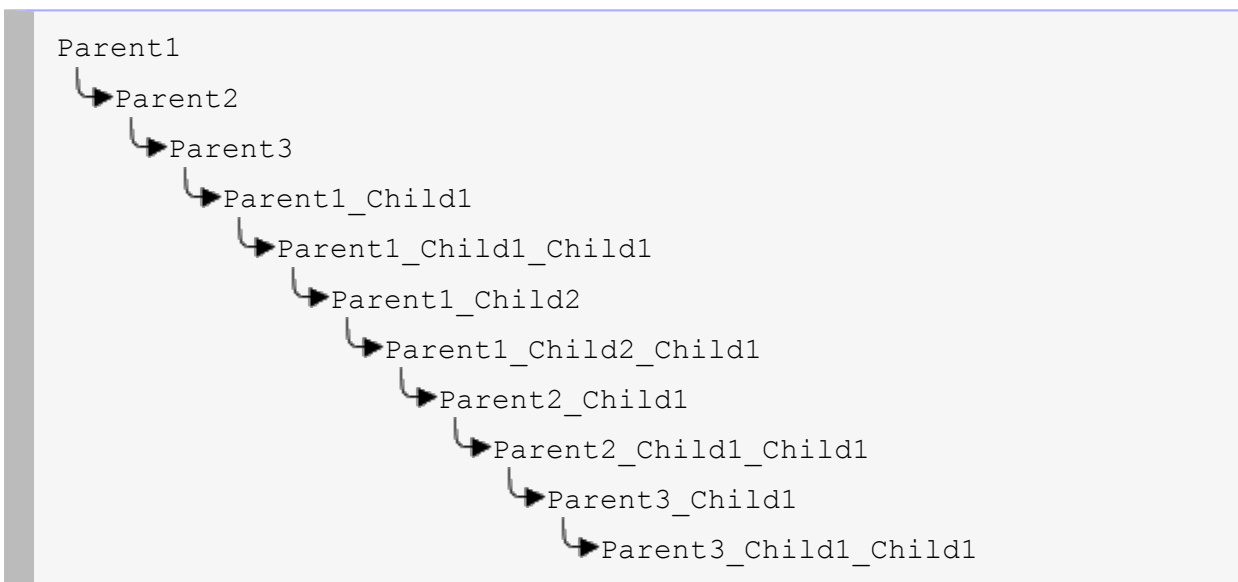 Parent1
Parent2
Parent3
Parent1_Child1
Parent1_Child1_Child1
Parent1_Child2
Parent1_Child2_Child1
Parent2_Child1
Parent2_Child1_Child1
Parent3_Child1
Parent3_Child1_Child1